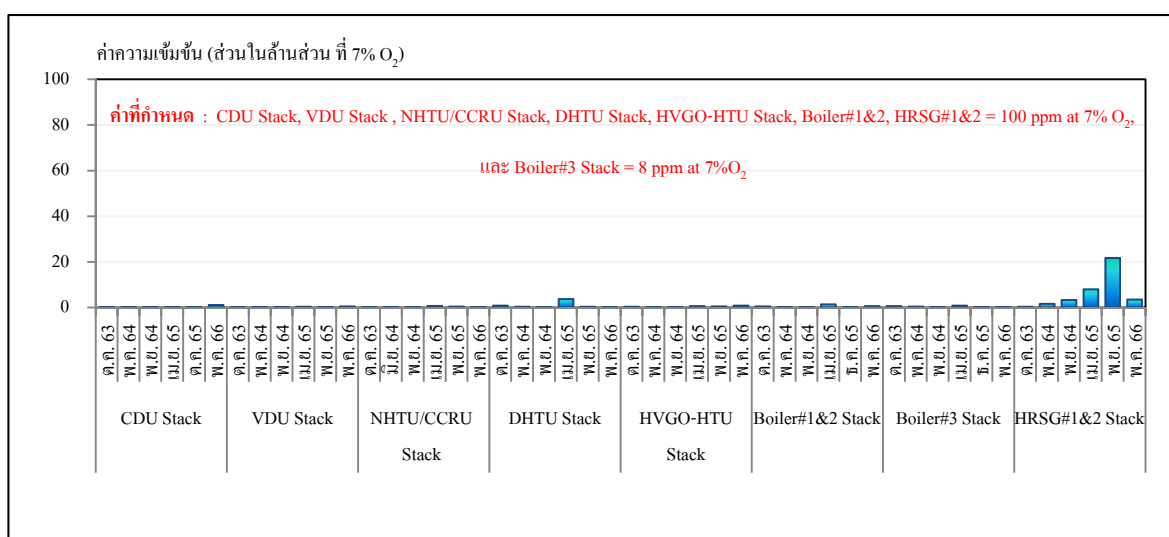 ค่าความเข้มข้น (ส่วนในล้านส่วน ที่ 7% O2)
100
ค่าที่กำหนด : CDU Stack, VDU Stack , NHTU/CCRU Stack, DHTU Stack, HVGO-HTU Stack, Boiler#1&2, HRSG#1&2 = 100 ppm at 7% O2,
80
และ Boiler#3 Stack = 8 ppm at 7%O2
60
40
20
0
ต.ค. 63 พ.ค. 64 พ.ย. 64 เม.ย. 65 ต.ค. 65 พ.ค. 66 ต.ค. 63 พ.ค. 64 พ.ย. 64 เม.ย. 65 พ.ย. 65 พ.ค. 66 ต.ค. 63 มิ.ย. 64 พ.ย. 64 เม.ย. 65 พ.ย. 65 พ.ค. 66 ต.ค. 63 พ.ค. 64 พ.ย. 64 เม.ย. 65 พ.ย. 65 พ.ค. 66 ต.ค. 63 พ.ค. 64 พ.ย. 64 เม.ย. 65 พ.ย. 65 พ.ค. 66 ต.ค. 63 พ.ค. 64 พ.ย. 64 เม.ย. 65 ธ.ค. 65 พ.ค. 66 ต.ค. 63 พ.ค. 64 พ.ย. 64 เม.ย. 65 ธ.ค. 65 พ.ค. 66 ต.ค. 63 พ.ค. 64 พ.ย. 64 เม.ย. 65 พ.ย. 65 พ.ค. 66
CDU Stack VDU Stack NHTU/CCRU DHTU Stack HVGO-HTU Boiler#1&2 Stack Boiler#3 Stack HRSG#1&2 Stack
Stack Stack